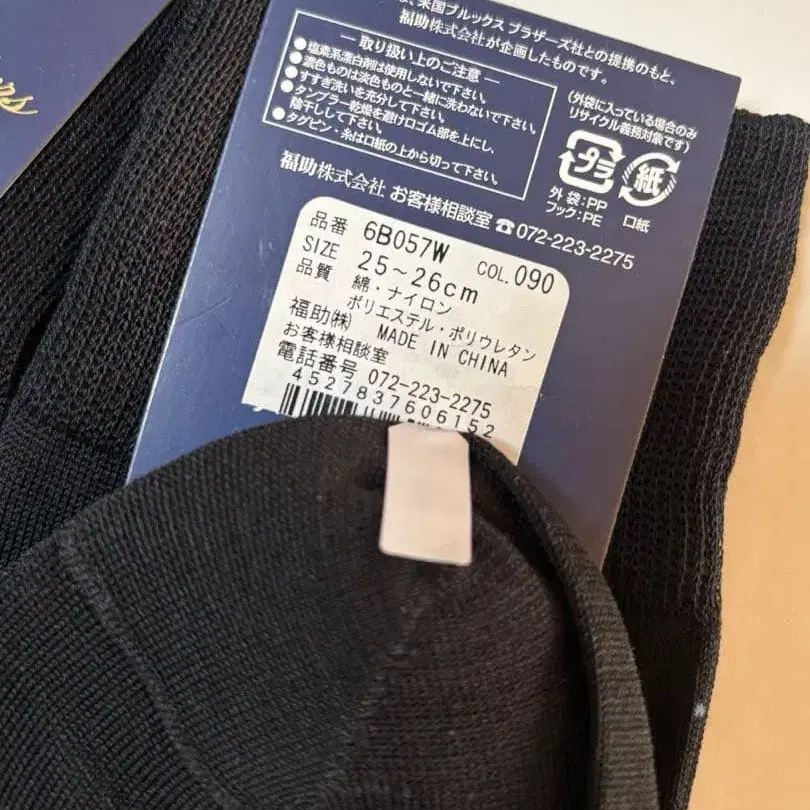 は、米国ブルックス ブラザーズ社との提携のもと、
福助株式会社が企画したものです。
― 取り扱い上のご注意 ―
●塩素系漂白剤は使用しないで下さい。
●濃色ものは淡色ものと一緒に洗わないで下さい。
●すすぎ洗いを充分して下さい。
●タンブラー乾燥を避け口ゴム部を上にし、
陰干しして下さい。
●タグピン・糸は口紙の上から切って下さい。
(外袋に入っている場合のみ
リサイクル義務対象です)
プラ
紙
外袋:PP
フック:PE
口紙
福助株式会社 お客様相談室 ☎072-223-2275
品番 6B057W COL.090
SIZE 25~26cm
品質 綿・ナイロン
ポリエステル・ポリウレタン
福助㈱ MADE IN CHINA
お客様相談室
電話番号 072-223-2275
4527837606152